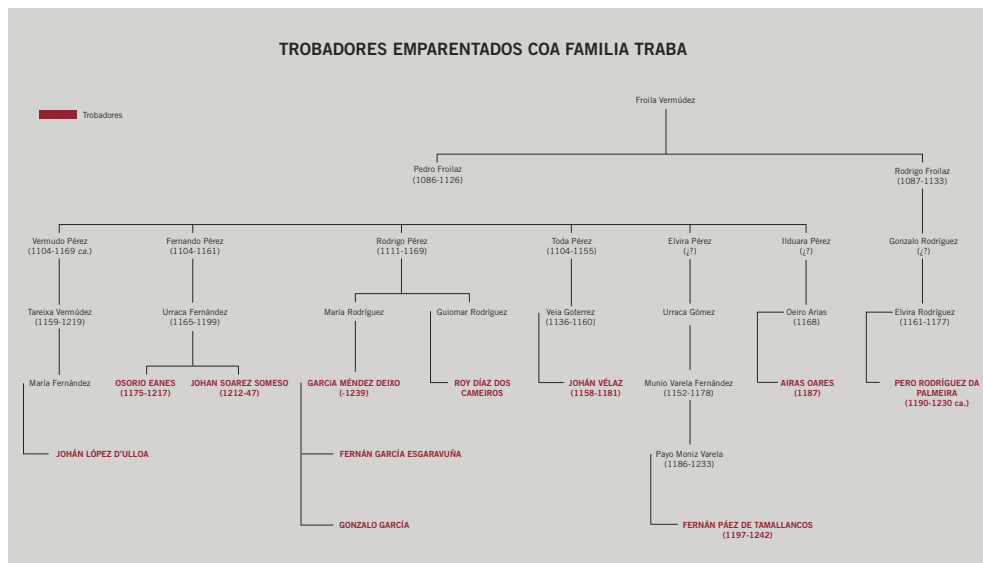 TROBADORES EMPARENTADOS COA FAMILIA TRABA
Trobadores
Froila Vermúdez
Pedro Froilaz
(1086-1126)
Rodrigo Froilaz
(1087-1133)
Vermudo Pérez
(1104-1169 ca.)
Fernando Pérez
(1104-1161)
Rodrigo Pérez
(1111-1169)
Toda Pérez
(1104-1155)
Elvira Pérez
(¿?)
Ilduara Pérez
(¿?)
Gonzalo Rodríguez
(¿?)
Tareixa Vermúdez
(1159-1219)
Urraca Fernández
(1165-1199)
María Rodríguez
Guiomar Rodríguez
Veia Goterrez
(1136-1160)
Urraca Gómez
Oeiro Arias
(1168)
Elvira Rodríguez
(1161-1177)
María Fernández
OSORIO EANES
(1175-1217)
JOHAN SOAREZ SOMESO
(1212-47)
GARCíA MÉNDEZ DEIXO
(-1239)
ROY DÍAZ DOS
CAMEIROS
JOHÁN VÉLAZ
(1158-1181)
Munio Varela Fernández
(1152-1178)
AIRAS OARES
(1187)
PERO RODRÍGUEZ DA
PALMEIRA
(1190-1230 ca.)
JOHÁN LÓPEZ D'ULLOA
FERNÁN GARCÍA ESGARAVUÑA
Payo Moniz Varela
(1186-1233)
GONZALO GARCÍA
FERNÁN PÁEZ DE TAMALLANCOS
(1197-1242)